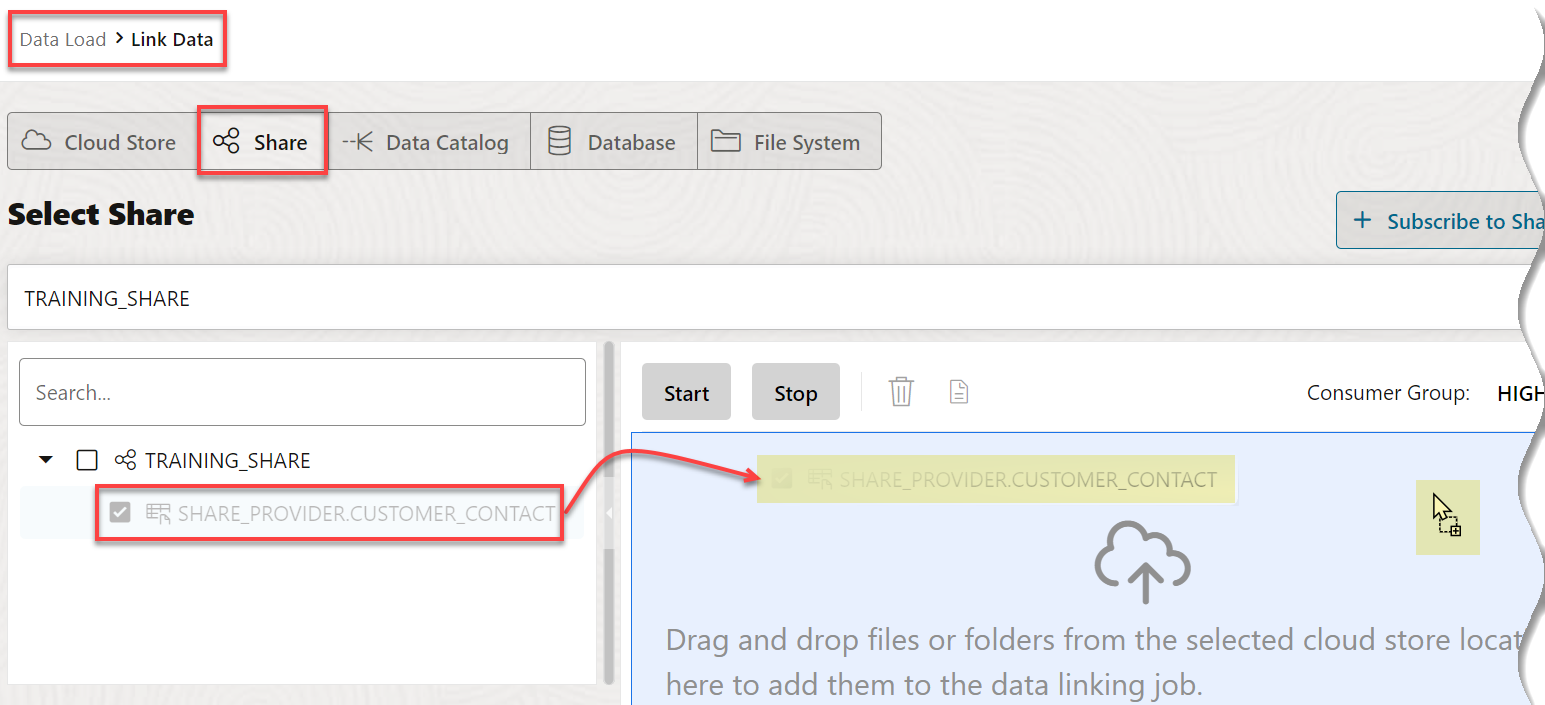 Data Load > Link Data
Cloud Store Share Data Catalog Database File System
Select Share
+ Subscribe to Sha
TRAINING_SHARE
Search...
Start Stop Consumer Group: HIGH
TRAINING_SHARE
SHARE_PROVIDER.CUSTOMER_CONTACT
SHARE_PROVIDER.CUSTOMER_CONTACT
Drag and drop files or folders from the selected cloud store locat
here to add them to the data linking job.